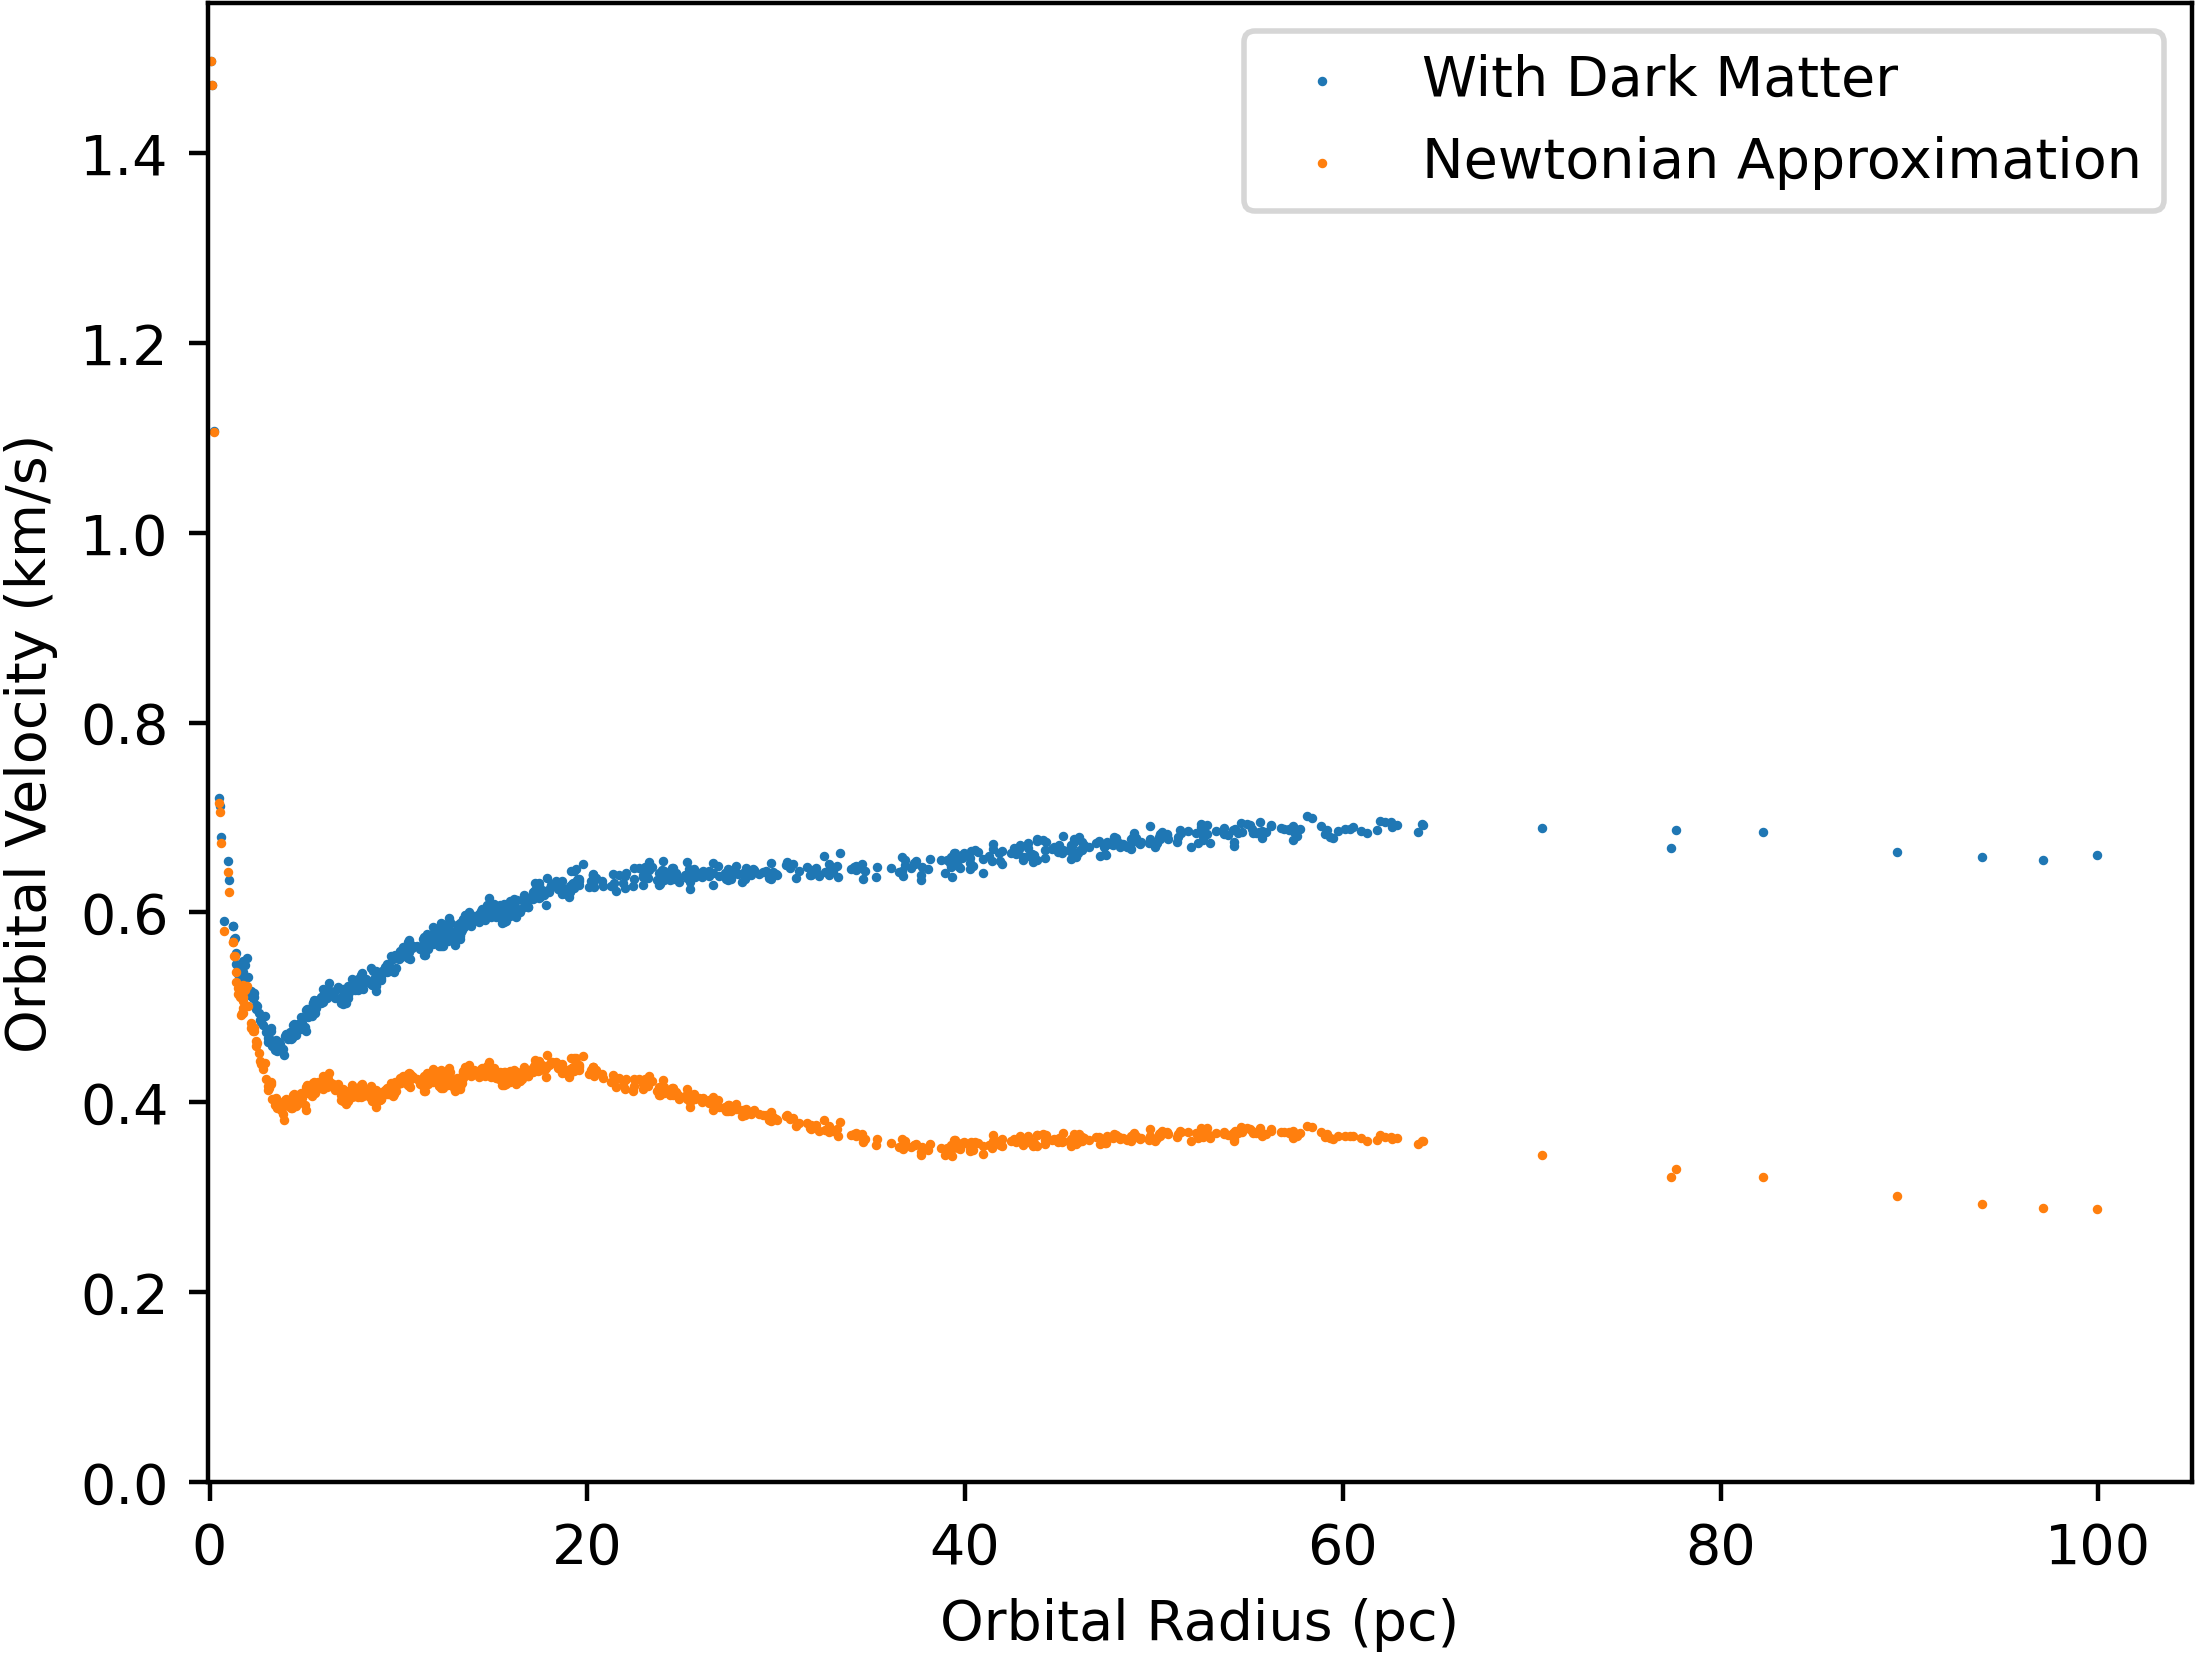 With Dark Matter
Newtonian Approximation
Orbital Velocity (km/s)
1.4
1.2
1.0
0.8
0.6
0.4
0.2
0.0
0 20 40 60 80 100
Orbital Radius (pc)